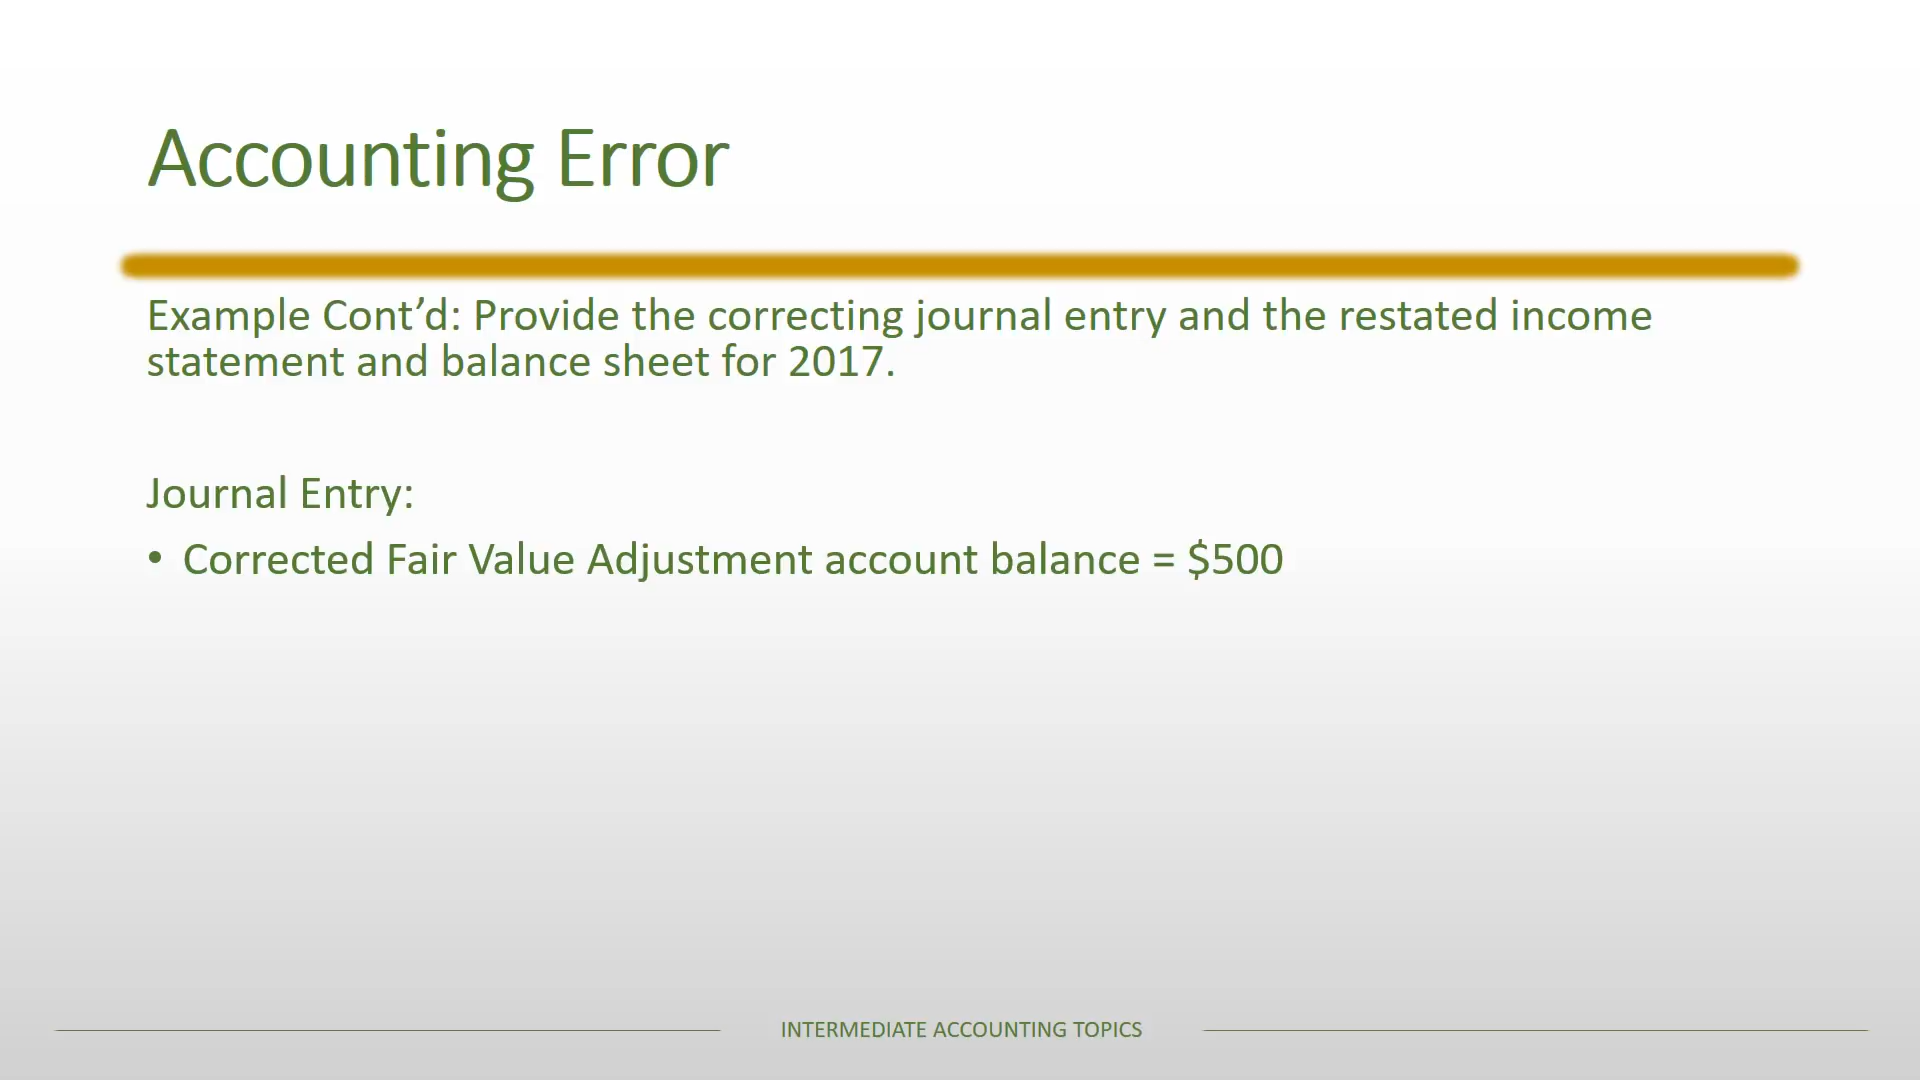 Accounting Error
Example Cont’d: Provide the correcting journal entry and the restated income
statement and balance sheet for 2017.
Journal Entry:
• Corrected Fair Value Adjustment account balance = $500
INTERMEDIATE ACCOUNTING TOPICS